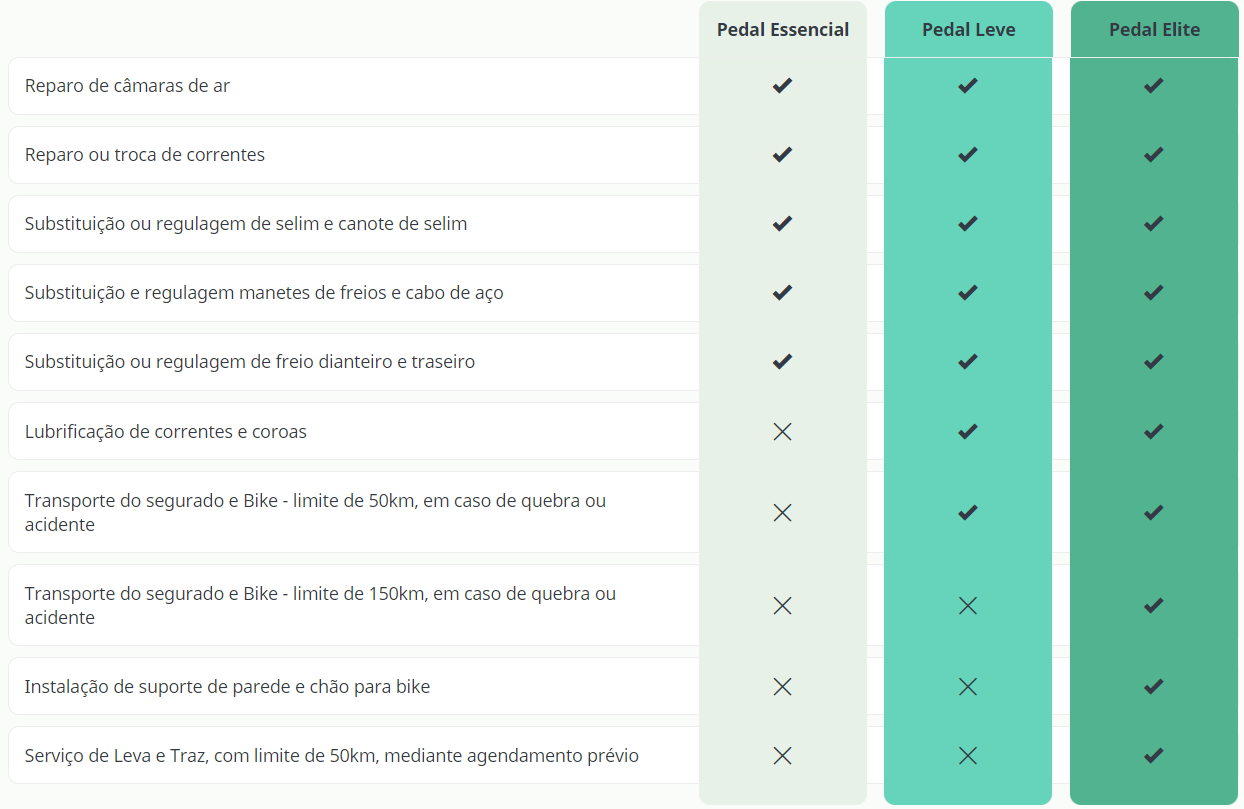 Pedal Essencial Pedal Leve Pedal Elite
Reparo de câmaras de ar
Reparo ou troca de correntes
Substituição ou regulagem de selim e canote de selim
Substituição e regulagem manetes de freios e cabo de aço
Substituição ou regulagem de freio dianteiro e traseiro
Lubrificação de correntes e coroas
Transporte do segurado e Bike - limite de 50km, em caso de quebra ou
acidente
Transporte do segurado e Bike - limite de 150km, em caso de quebra ou
acidente
Instalação de suporte de parede e chão para bike
Serviço de Leva e Traz, com limite de 50km, mediante agendamento prévio